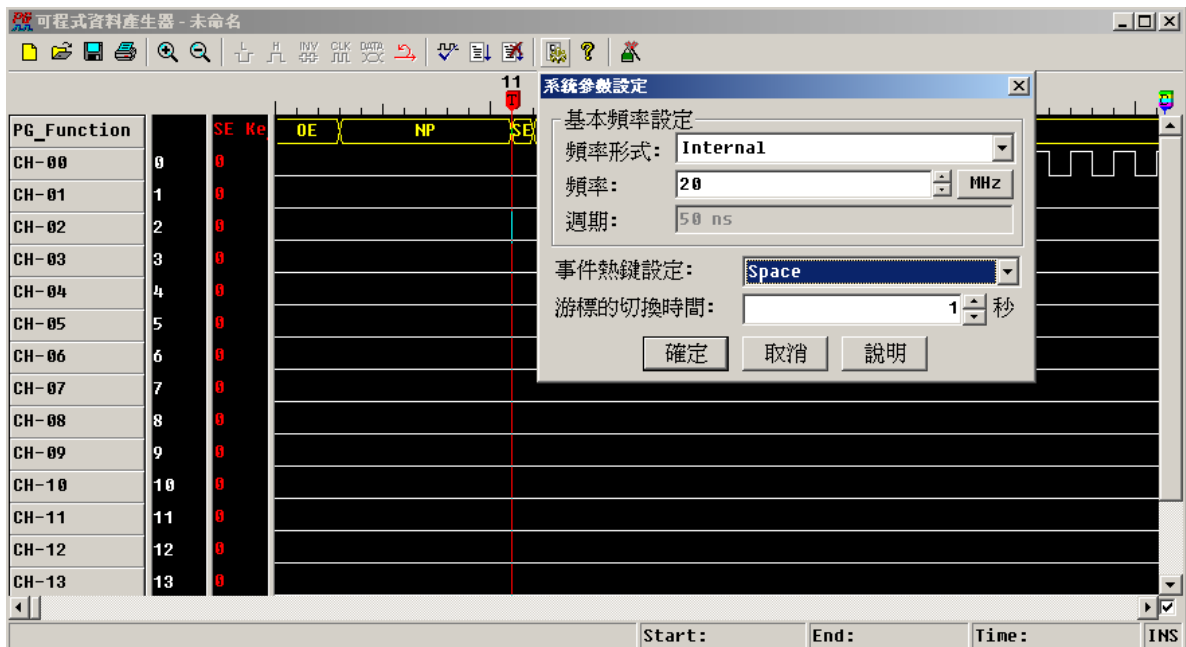 可程式資料產生器 - 未命名
L H INV CLK DATA
11
T
PG_Function SE Ke OE NP SE
CH-00 0 0
CH-01 1 0
CH-02 2 0
CH-03 3 0
CH-04 4 0
CH-05 5 0
CH-06 6 0
CH-07 7 0
CH-08 8 0
CH-09 9 0
CH-10 10 0
CH-11 11 0
CH-12 12 0
CH-13 13 0
系統參數設定
基本頻率設定
頻率形式: Internal
頻率: 20 MHz
週期: 50 ns
事件熱鍵設定: Space
游標的切換時間: 1 秒
確定 取消 說明
Start: End: Time: INS